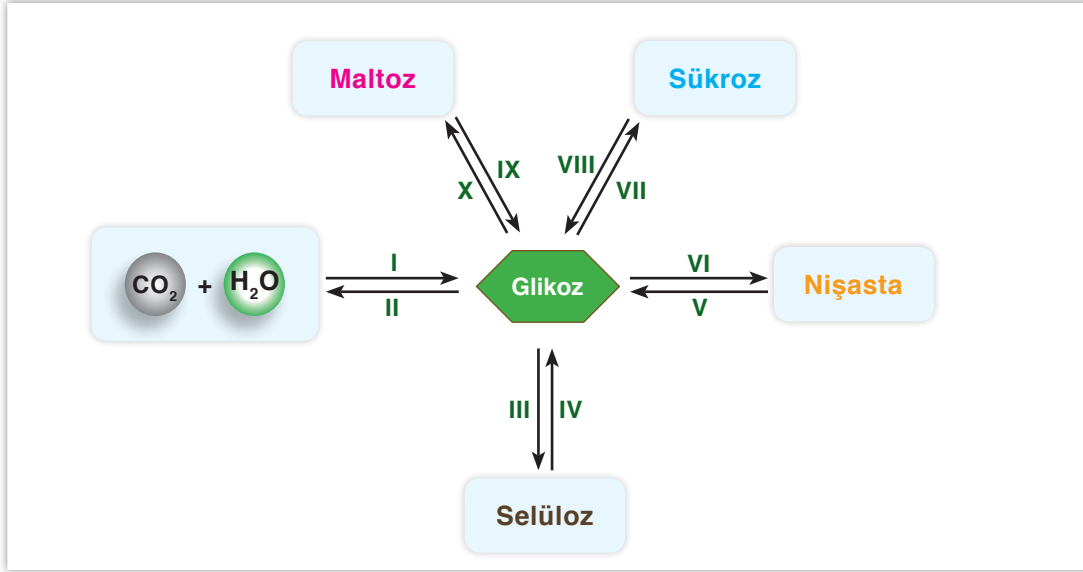 Maltoz
Sükroz
IX
X
VIII
VII
CO₂ + H₂O
I
II
Glikoz
VI
V
Nişasta
III
IV
Selüloz